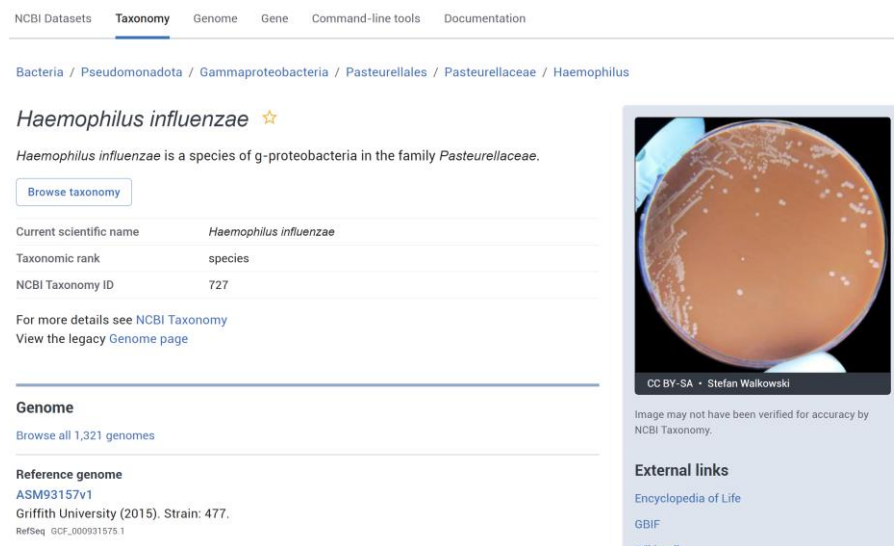 NCBI Datasets Taxonomy Genome Gene Command-line tools Documentation
Bacteria / Pseudomonadota / Gammaproteobacteria / Pasteurellales / Pasteurellaceae / Haemophilus
Haemophilus influenzae
Haemophilus influenzae is a species of g-proteobacteria in the family Pasteurellaceae.
Browse taxonomy
Current scientific name Haemophilus influenzae
Taxonomic rank species
NCBI Taxonomy ID 727
For more details see NCBI Taxonomy
View the legacy Genome page
Genome
Browse all 1,321 genomes
Reference genome
ASM93157v1
Griffith University (2015). Strain: 477.
RefSeq GCF_000931575.1
CC BY-SA • Stefan Walkowski
Image may not have been verified for accuracy by
NCBI Taxonomy.
External links
Encyclopedia of Life
GBIF